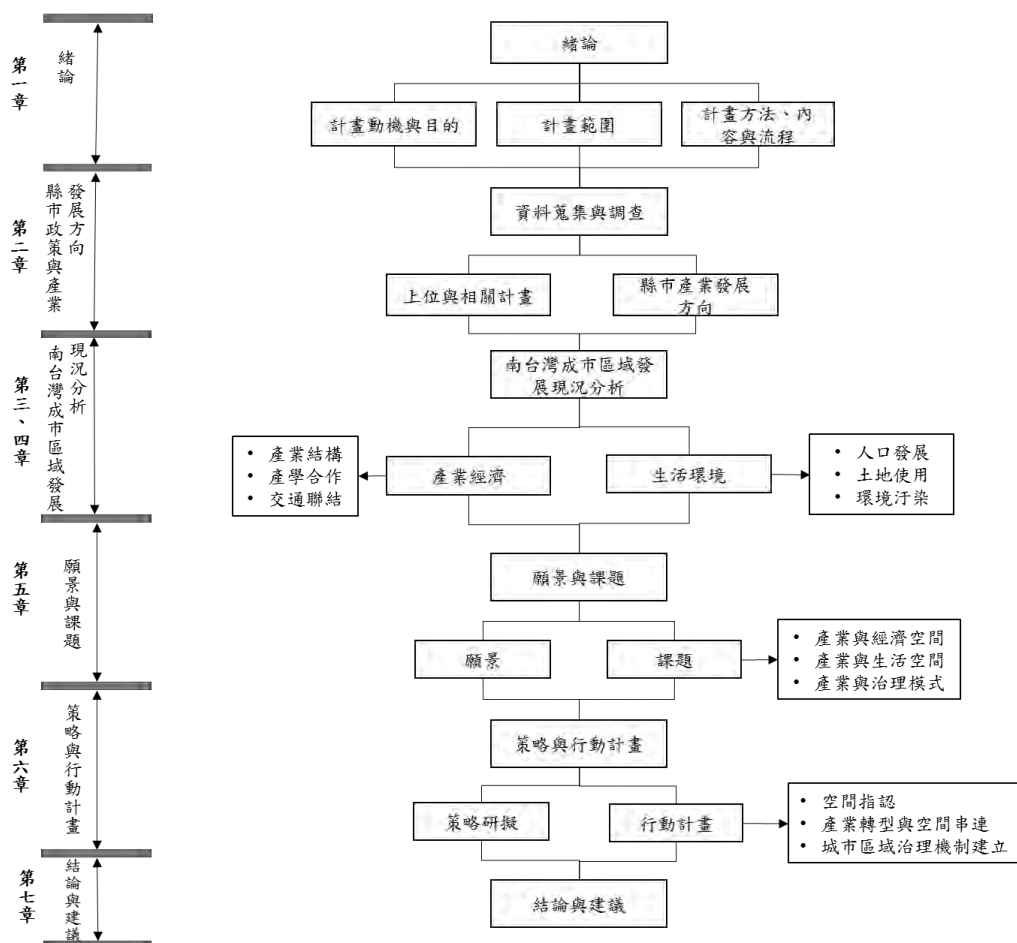 第一章
緒論
緒論
計畫動機與目的
計畫範圍
計畫方法、內
容與流程
第二章
縣市政策與產業
發展方向
資料蒐集與調查
上位與相關計畫
縣市產業發展
方向
第三、四章
南台灣成市區域發展
現況分析
南台灣成市區域發
展現況分析
• 產業結構
• 產學合作
• 交通聯結
產業經濟
生活環境
• 人口發展
• 土地使用
• 環境汙染
第五章
願景與課題
願景與課題
願景
課題
• 產業與經濟空間
• 產業與生活空間
• 產業與治理模式
第六章
策略與行動計畫
策略與行動計畫
策略研擬
行動計畫
• 空間指認
• 產業轉型與空間串連
• 城市區域治理機制建立
第七章
結論與建議
結論與建議